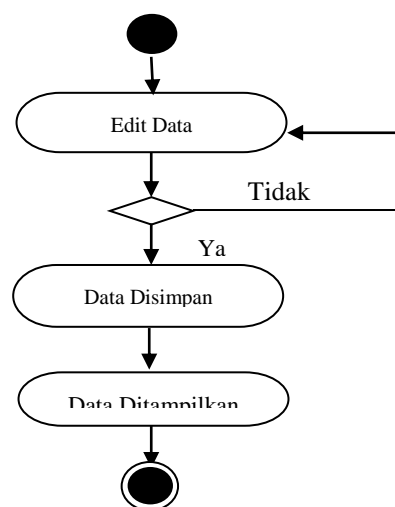 Edit Data
Tidak
Ya
Data Disimpan
Data Ditampilkan